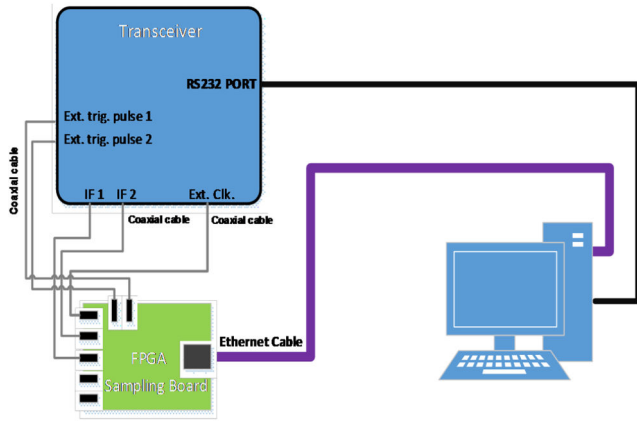 Transceiver
RS232 PORT
Ext. trig. pulse 1
Ext. trig. pulse 2
Coaxial cable
IF 1 IF 2 Ext. Clk.
Coaxial cable Coaxial cable
Ethernet Cable
FPGA
Sampling Board